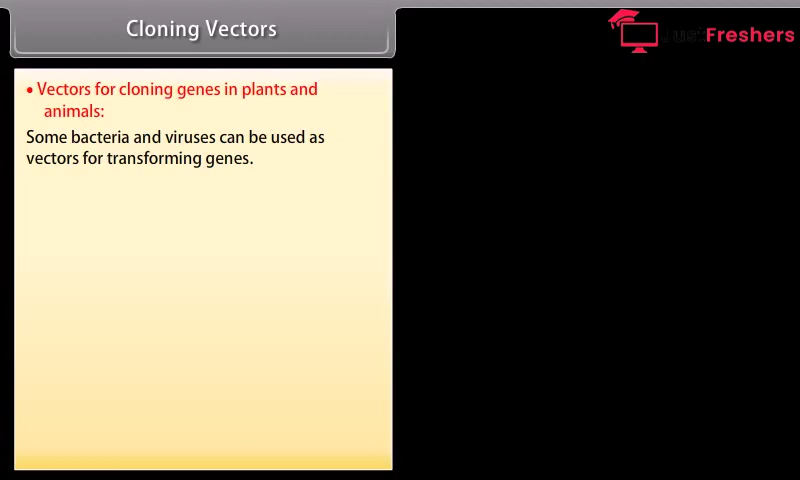 Cloning Vectors
JustFreshers
• Vectors for cloning genes in plants and
animals:
Some bacteria and viruses can be used as
vectors for transforming genes.